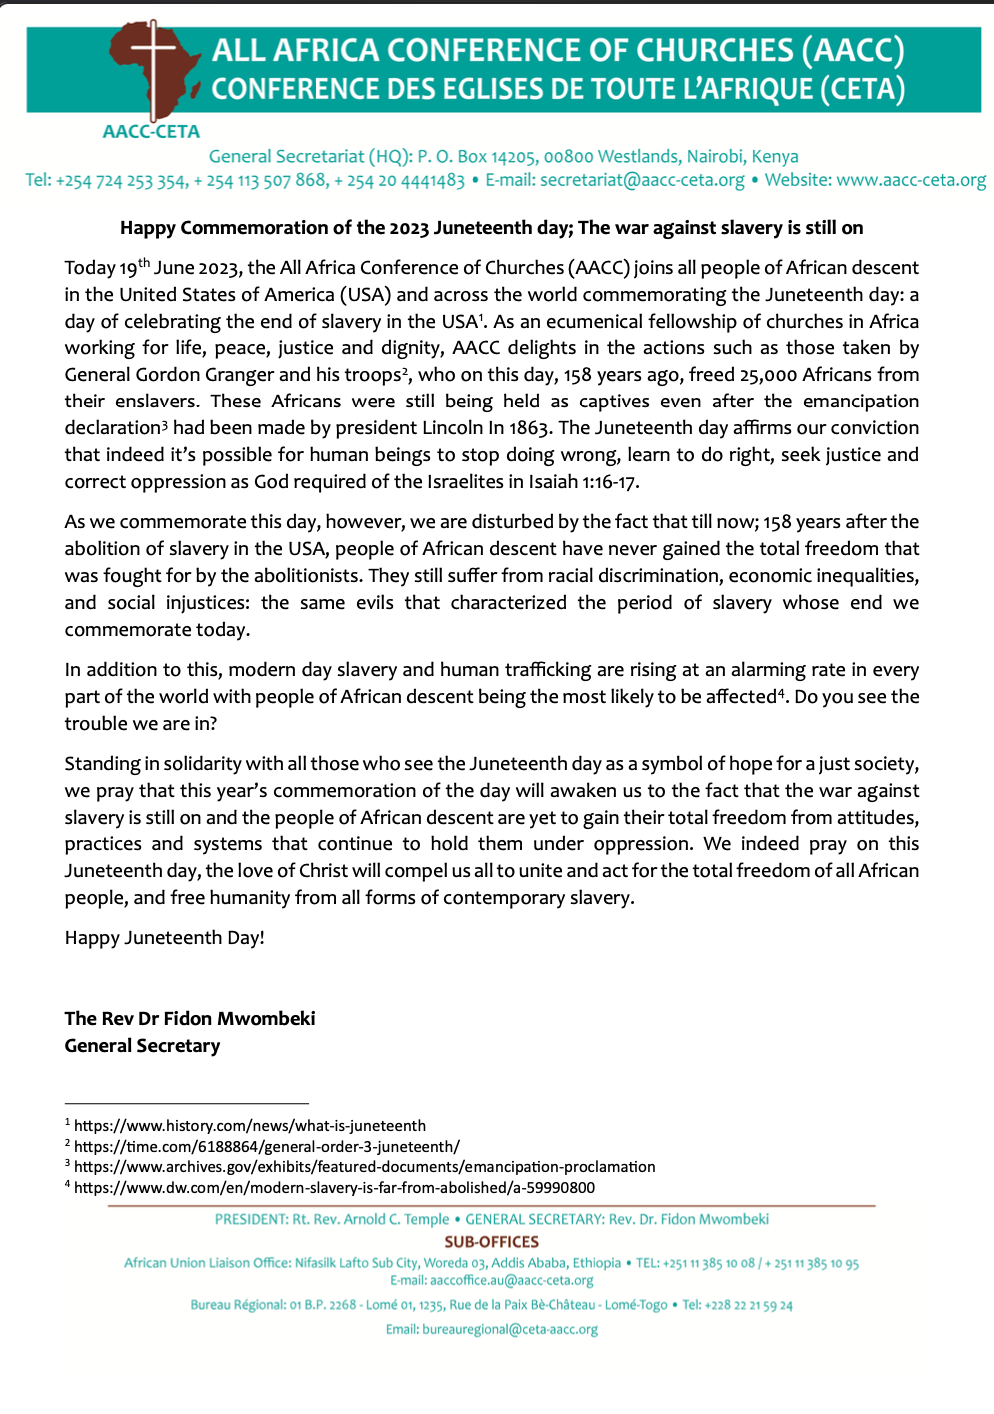 ALL AFRICA CONFERENCE OF CHURCHES (AACC)
CONFERENCE DES EGLISES DE TOUTE L'AFRIQUE (CETA)
AACC-CETA
General Secretariat (HQ): P. O. Box 14205, 00800 Westlands, Nairobi, Kenya
Tel: +254 724 253 354, + 254 113 507 868, + 254 20 4441483 • E-mail: secretariat@aacc-ceta.org • Website: www.aacc-ceta.org
Happy Commemoration of the 2023 Juneteenth day; The war against slavery is still on
Today 19th June 2023, the All Africa Conference of Churches (AACC) joins all people of African descent
in the United States of America (USA) and across the world commemorating the Juneteenth day: a
day of celebrating the end of slavery in the USA¹. As an ecumenical fellowship of churches in Africa
working for life, peace, justice and dignity, AACC delights in the actions such as those taken by
General Gordon Granger and his troops², who on this day, 158 years ago, freed 25,000 Africans from
their enslavers. These Africans were still being held as captives even after the emancipation
declaration³ had been made by president Lincoln In 1863. The Juneteenth day affirms our conviction
that indeed it's possible for human beings to stop doing wrong, learn to do right, seek justice and
correct oppression as God required of the Israelites in Isaiah 1:16-17.
As we commemorate this day, however, we are disturbed by the fact that till now; 158 years after the
abolition of slavery in the USA, people of African descent have never gained the total freedom that
was fought for by the abolitionists. They still suffer from racial discrimination, economic inequalities,
and social injustices: the same evils that characterized the period of slavery whose end we
commemorate today.
In addition to this, modern day slavery and human trafficking are rising at an alarming rate in every
part of the world with people of African descent being the most likely to be affected⁴. Do you see the
trouble we are in?
Standing in solidarity with all those who see the Juneteenth day as a symbol of hope for a just society,
we pray that this year's commemoration of the day will awaken us to the fact that the war against
slavery is still on and the people of African descent are yet to gain their total freedom from attitudes,
practices and systems that continue to hold them under oppression. We indeed pray on this
Juneteenth day, the love of Christ will compel us all to unite and act for the total freedom of all African
people, and free humanity from all forms of contemporary slavery.
Happy Juneteenth Day!
The Rev Dr Fidon Mwombeki
General Secretary
¹ https://www.history.com/news/what-is-juneteenth
² https://time.com/6188864/general-order-3-juneteenth/
³ https://www.archives.gov/exhibits/featured-documents/emancipation-proclamation
⁴ https://www.dw.com/en/modern-slavery-is-far-from-abolished/a-59990800
PRESIDENT: Rt. Rev. Arnold C. Temple • GENERAL SECRETARY: Rev. Dr. Fidon Mwombeki
SUB-OFFICES
African Union Liaison Office: Nifasilk Lafto Sub City, Woreda 03, Addis Ababa, Ethiopia • TEL: +251 11 385 10 08 / + 251 11 385 10 95
E-mail: aaccoffice.au@aacc-ceta.org
Bureau Régional: 01 B.P. 2268 - Lomé 01, 1235, Rue de la Paix Bè-Château - Lomé-Togo • Tel: +228 22 21 59 24
Email: bureauregional@ceta-aacc.org